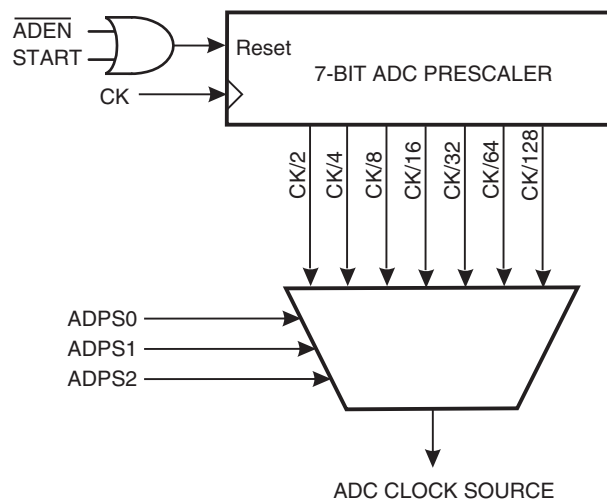 ADEN
START
Reset
7-BIT ADC PRESCALER
CK
CK/2
CK/4
CK/8
CK/16
CK/32
CK/64
CK/128
ADPS0
ADPS1
ADPS2
ADC CLOCK SOURCE